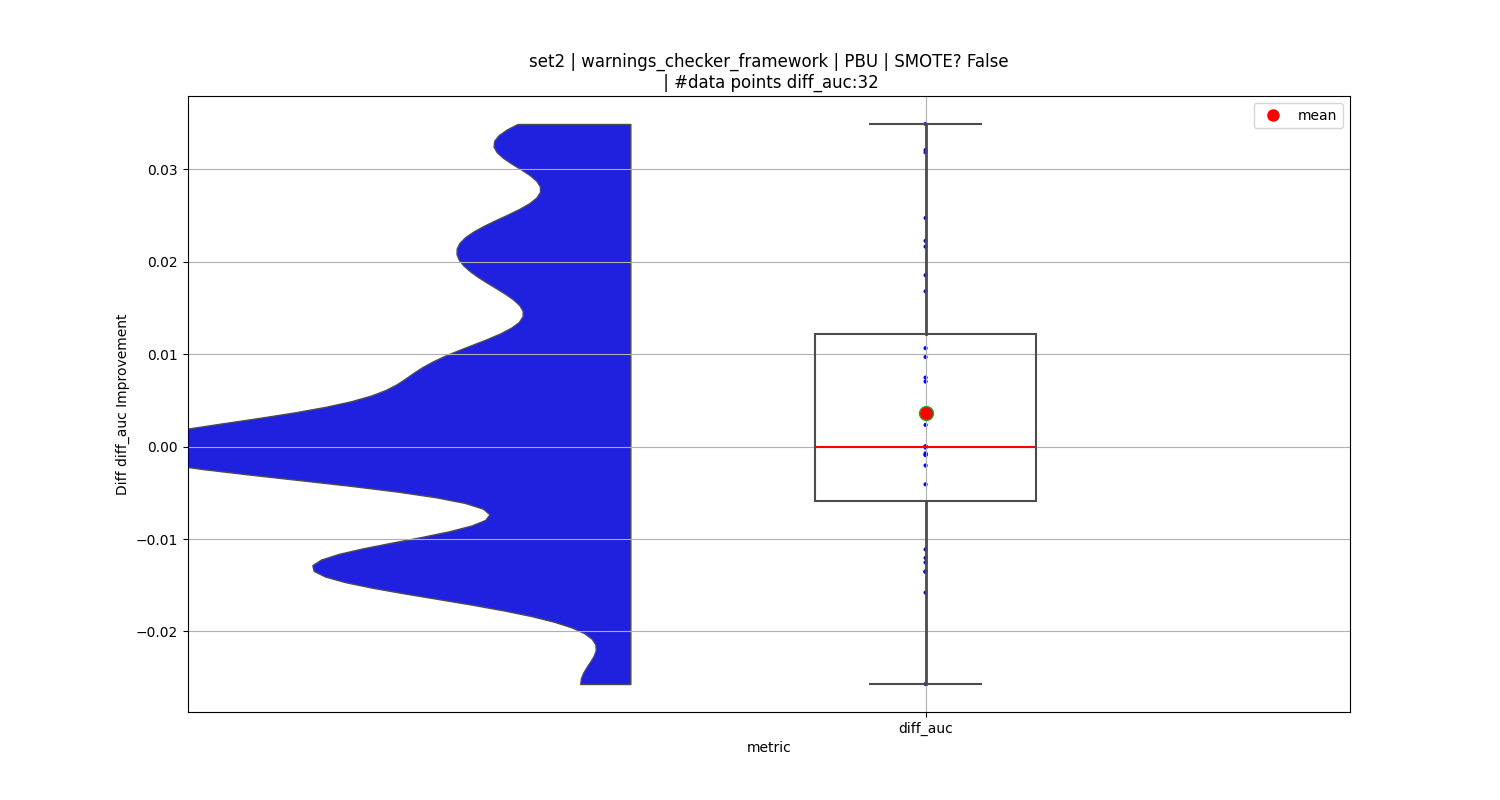 set2 | warnings_checker_framework | PBU | SMOTE? False
| #data points diff_auc:32
mean
Diff diff_auc Improvement
0.03
0.02
0.01
0.00
−0.01
−0.02
diff_auc
metric